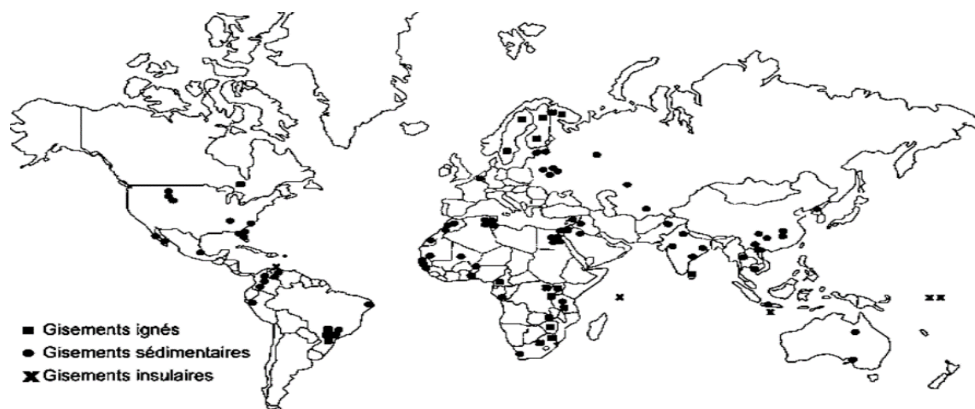 Gisements ignés
Gisements sédimentaires
Gisements insulaires